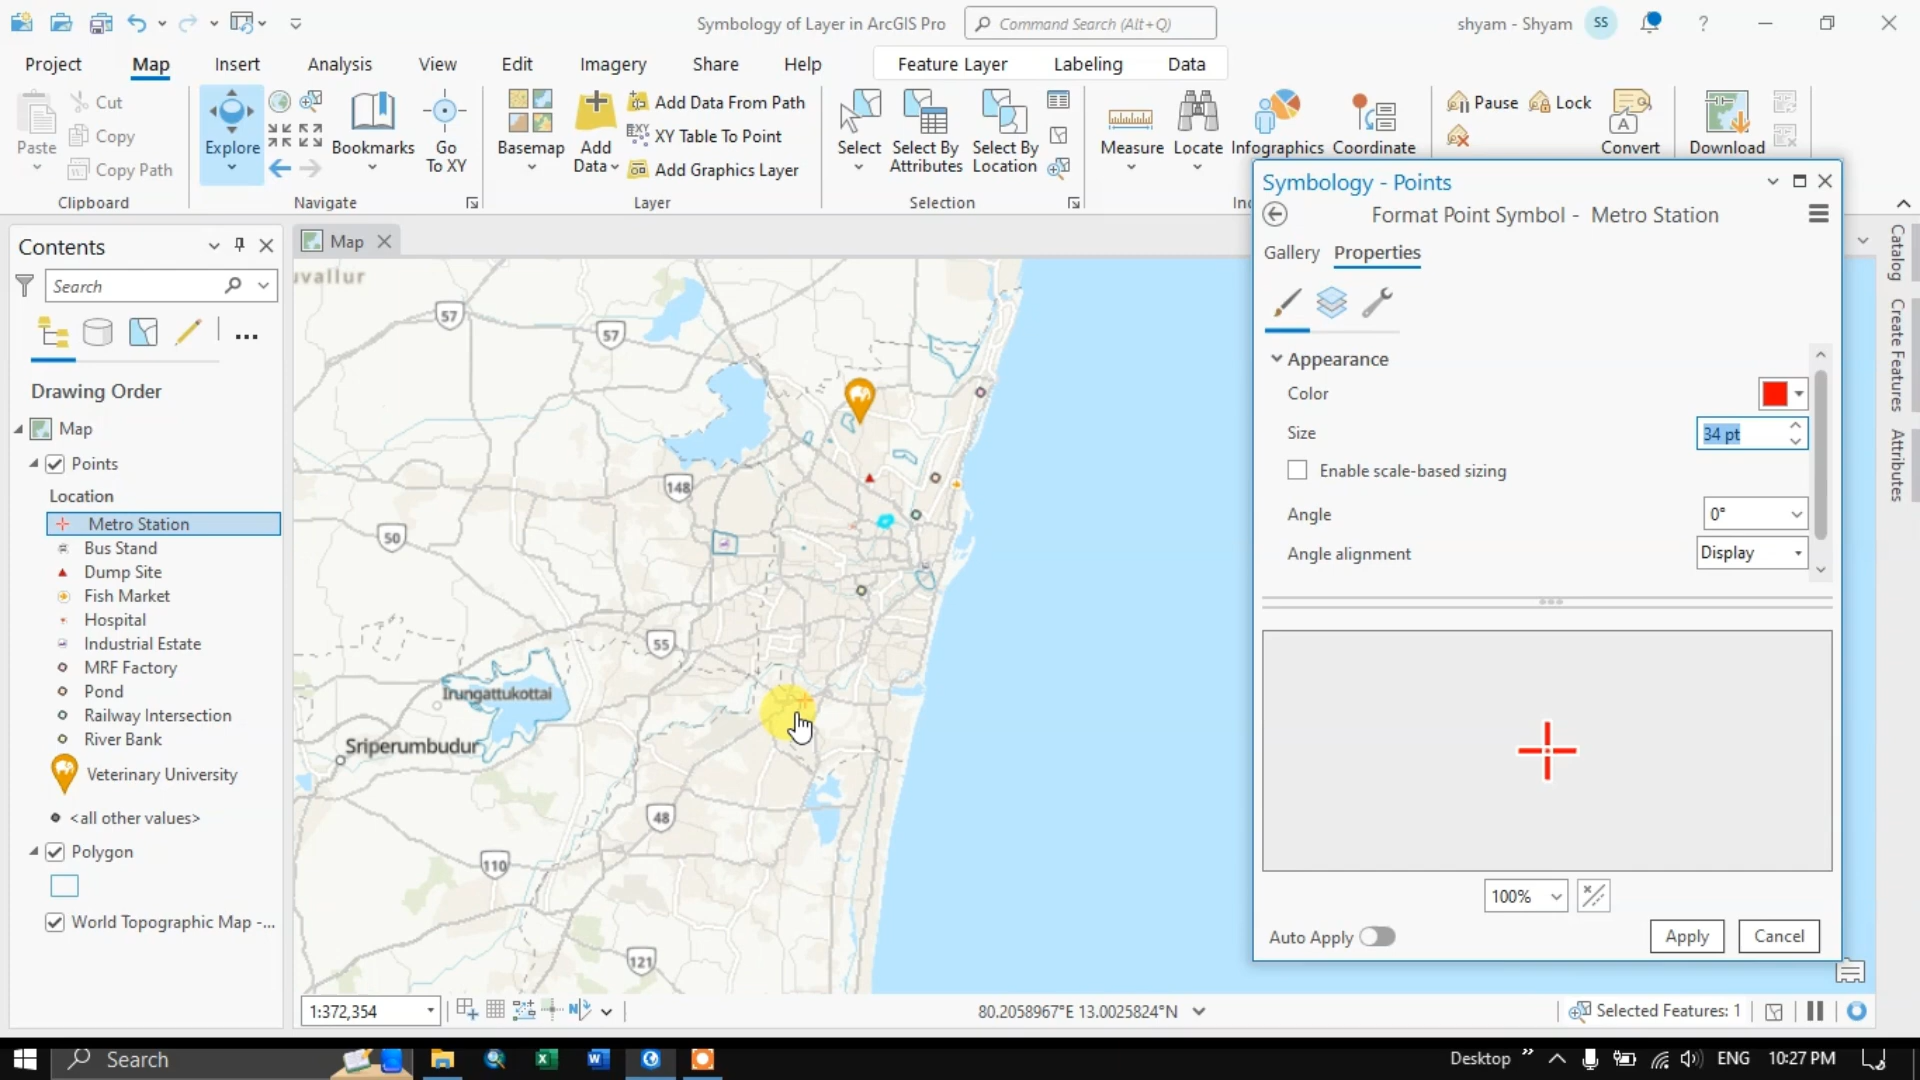 Symbology of Layer in ArcGIS Pro
Command Search (Alt+Q)
shyam - Shyam
SS
?
Project
Map
Insert
Analysis
View
Edit
Imagery
Share
Help
Feature Layer
Labeling
Data
Paste
Cut
Copy
Copy Path
Clipboard
Explore
Bookmarks
Go
To XY
Navigate
Basemap
Add
Data
Add Data From Path
XY Table To Point
Add Graphics Layer
Layer
Select
Select By
Attributes
Select By
Location
Selection
Measure
Locate
Infographics
Coordinate
Pause
Lock
Convert
Download
Contents
Search
Drawing Order
Map
Points
Location
Metro Station
Bus Stand
Dump Site
Fish Market
Hospital
Industrial Estate
MRF Factory
Pond
Railway Intersection
River Bank
Veterinary University
<all other values>
Polygon
World Topographic Map -...
Map
uvallur
57
57
148
50
55
Irungattukottai
Sriperumbudur
48
110
121
Symbology - Points
Format Point Symbol - Metro Station
Gallery
Properties
Appearance
Color
Size
34 pt
Enable scale-based sizing
Angle
0°
Angle alignment
Display
100%
Auto Apply
Apply
Cancel
Catalog
Create Features
Attributes
1:372,354
80.2058967°E 13.0025824°N
Selected Features: 1
Search
Desktop
ENG
10:27 PM